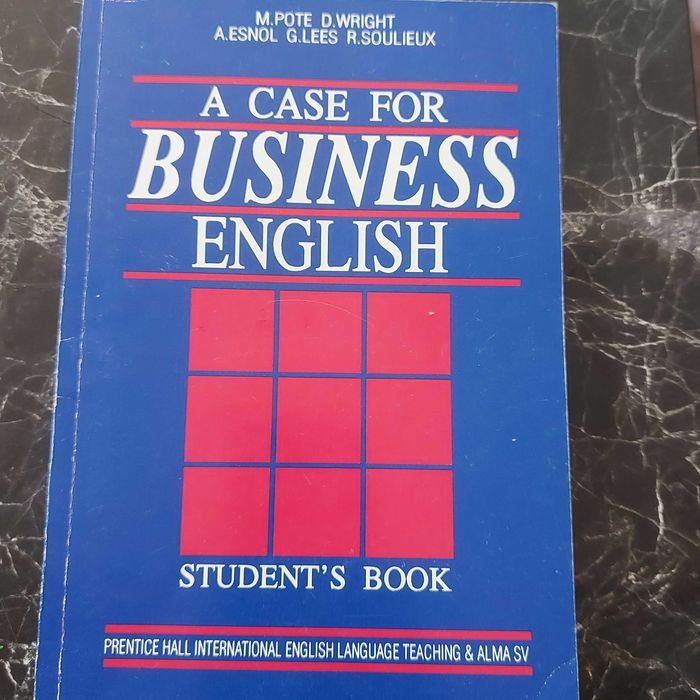 M.POTE D.WRIGHT
A.ESNOL G.LEES R.SOULIEUX
A CASE FOR
BUSINESS
ENGLISH
STUDENT'S BOOK
PRENTICE HALL INTERNATIONAL ENGLISH LANGUAGE TEACHING & ALMA SV